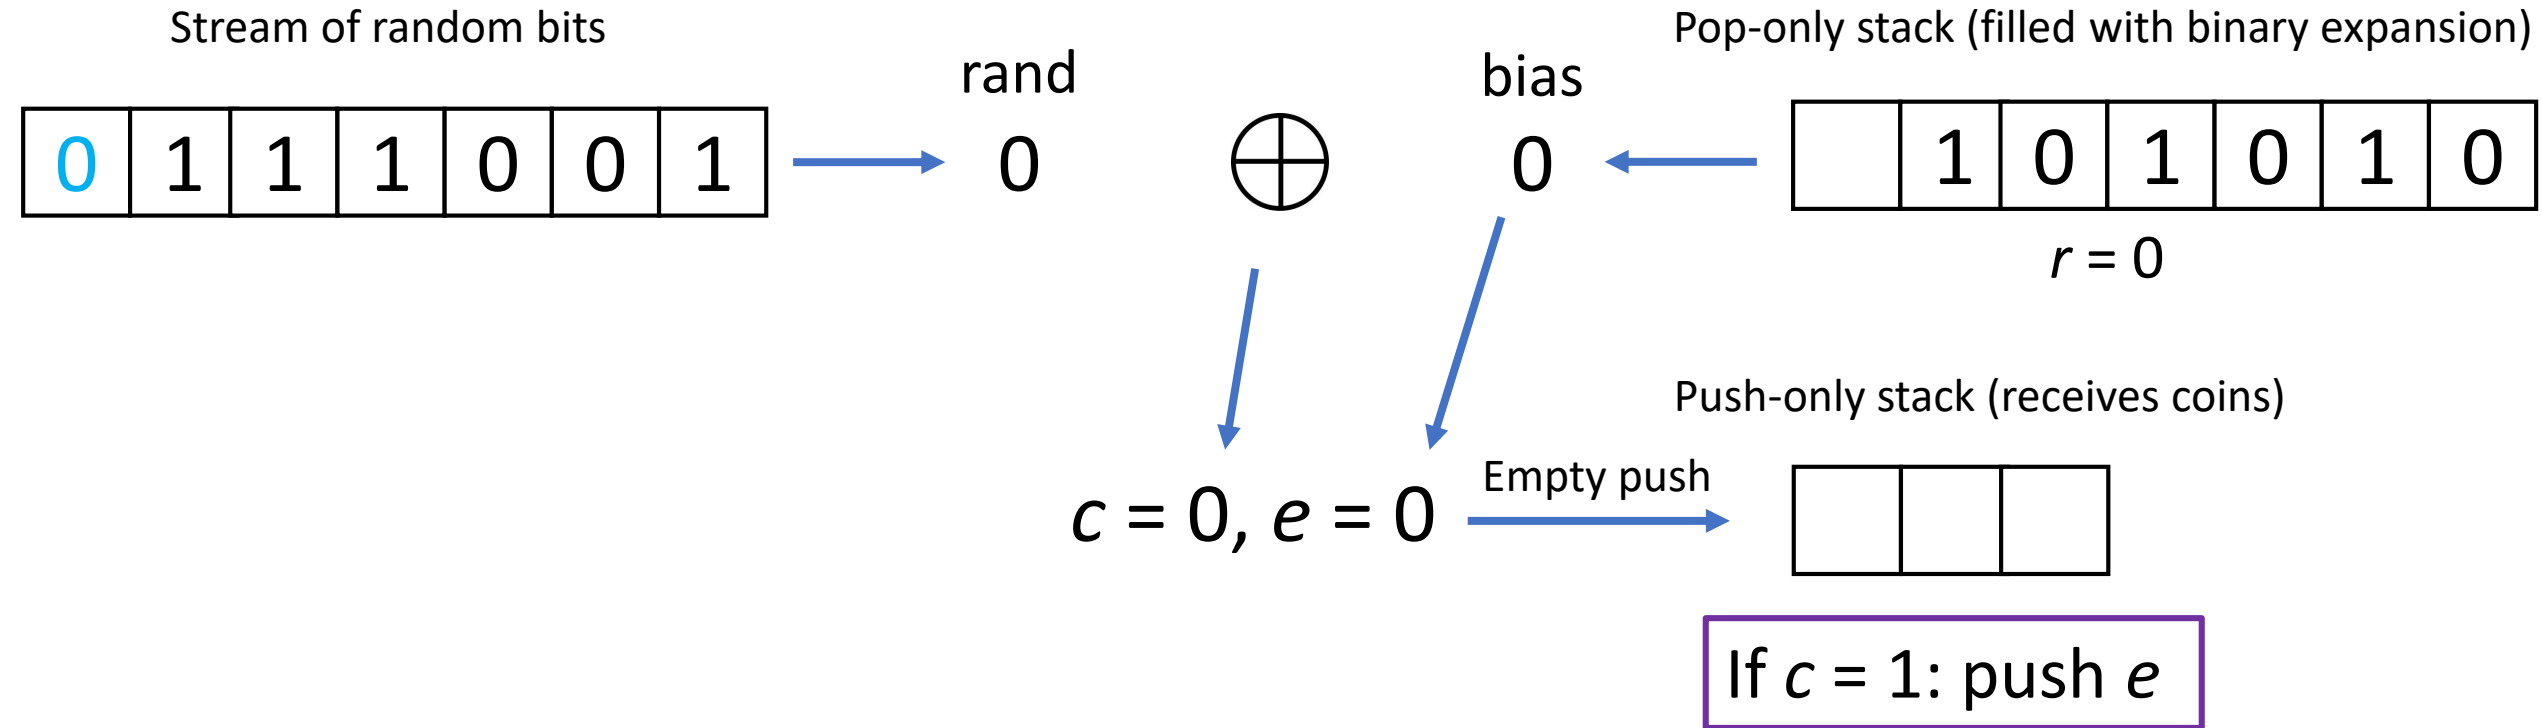 Stream of random bits
Pop-only stack (filled with binary expansion)
rand
bias
0 1 1 1 0 0 1
0
0
1 0 1 0 1 0
r = 0
Push-only stack (receives coins)
c = 0, e = 0
Empty push
If c = 1: push e